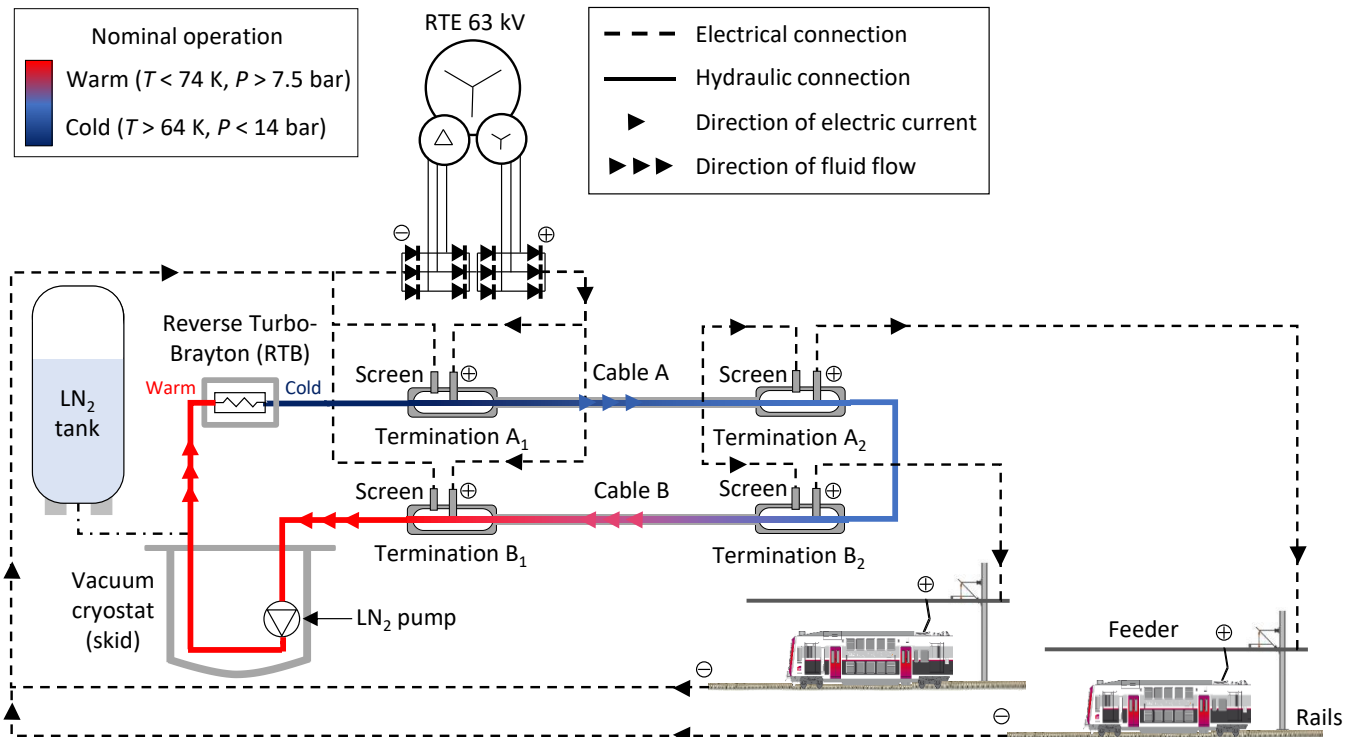 RTE 63 kV
Nominal operation
Warm (T < 74 K, P > 7.5 bar)
Cold (T > 64 K, P < 14 bar)
Electrical connection
Hydraulic connection
Direction of electric current
Direction of fluid flow
⊖
⊕
Reverse Turbo-
Brayton (RTB)
Warm
Cold
LN₂
tank
Screen
⊕
Cable A
Screen
⊕
Termination A₁
Termination A₂
Screen
⊕
Cable B
Screen
⊕
Termination B₁
Termination B₂
Vacuum
cryostat
(skid)
LN₂ pump
⊕
Feeder
⊕
⊖
⊖
Rails